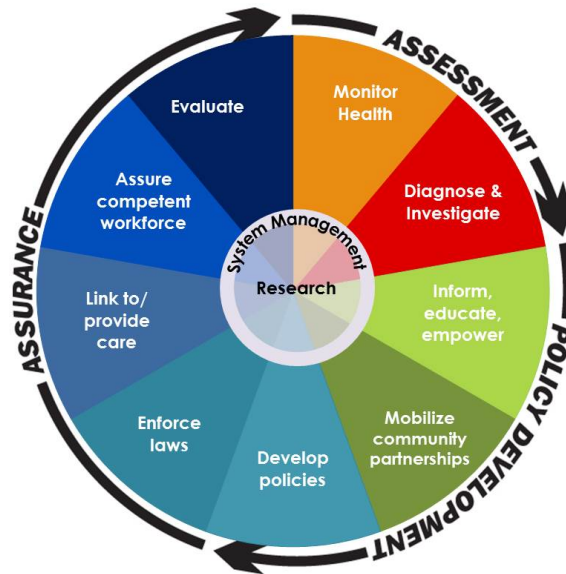 ASSESSMENT
Monitor
Health
Diagnose &
Investigate
POLICY DEVELOPMENT
Inform,
educate,
empower
Mobilize
community
partnerships
Develop
policies
ASSURANCE
Enforce
laws
Link to/
provide
care
Assure
competent
workforce
Evaluate
System Management
Research